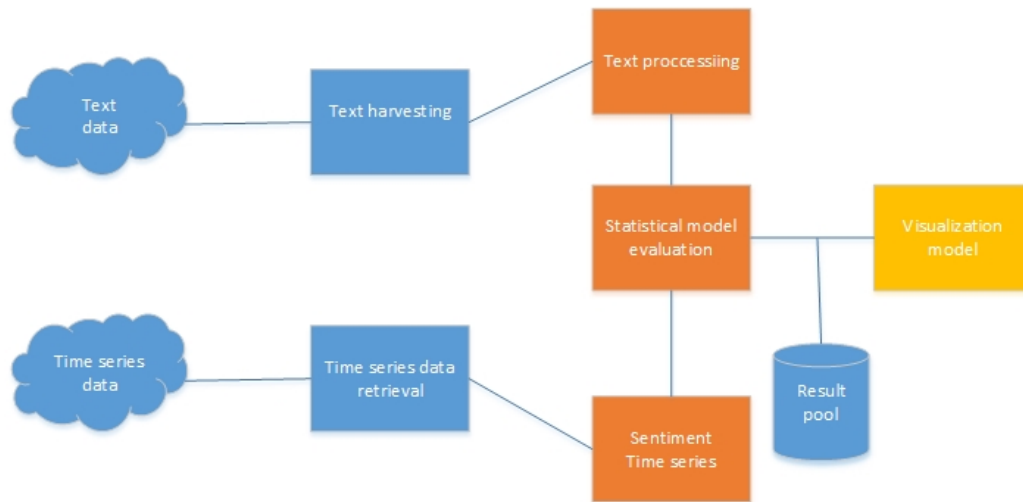 Text
data
Text harvesting
Text proccessiing
Statistical model
evaluation
Visualization
model
Time series
data
Time series data
retrieval
Sentiment
Time series
Result
pool